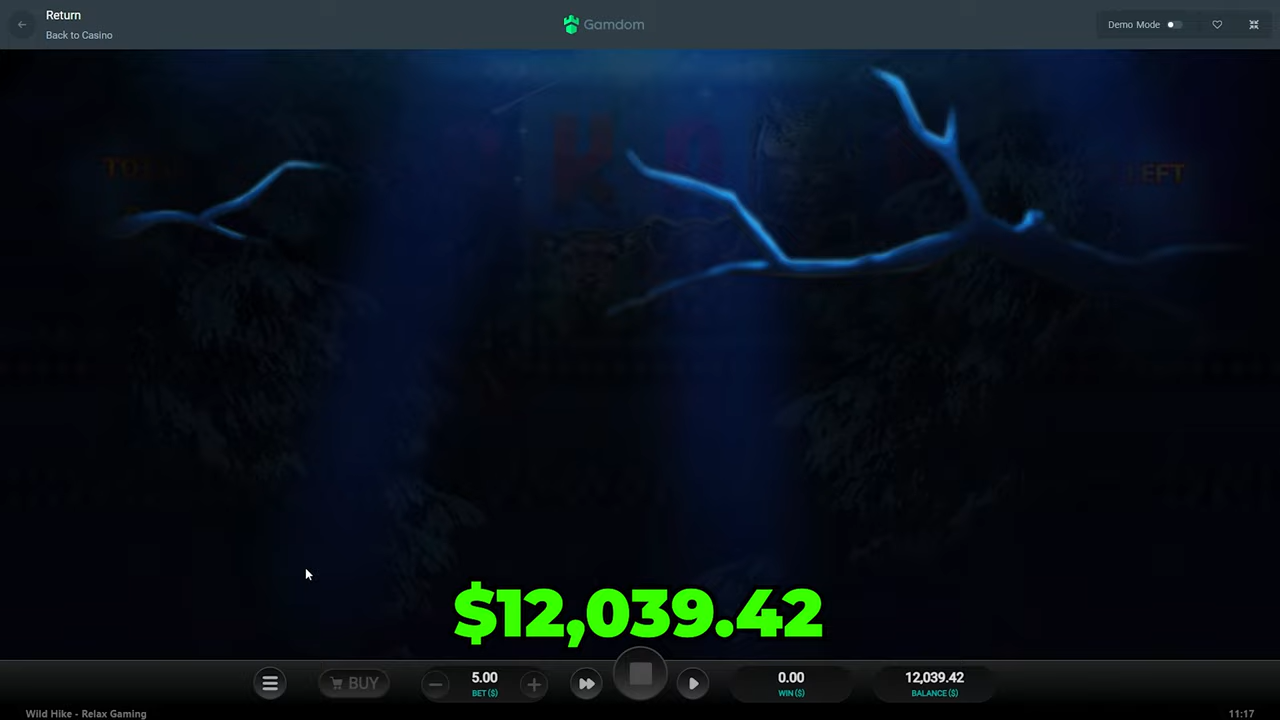 Return
Back to Casino
Gamdom
Demo Mode
K
$12,039.42
BUY
5.00
BET ($)
0.00
WIN ($)
12,039.42
BALANCE ($)
Wild Hike - Relax Gaming
11:17